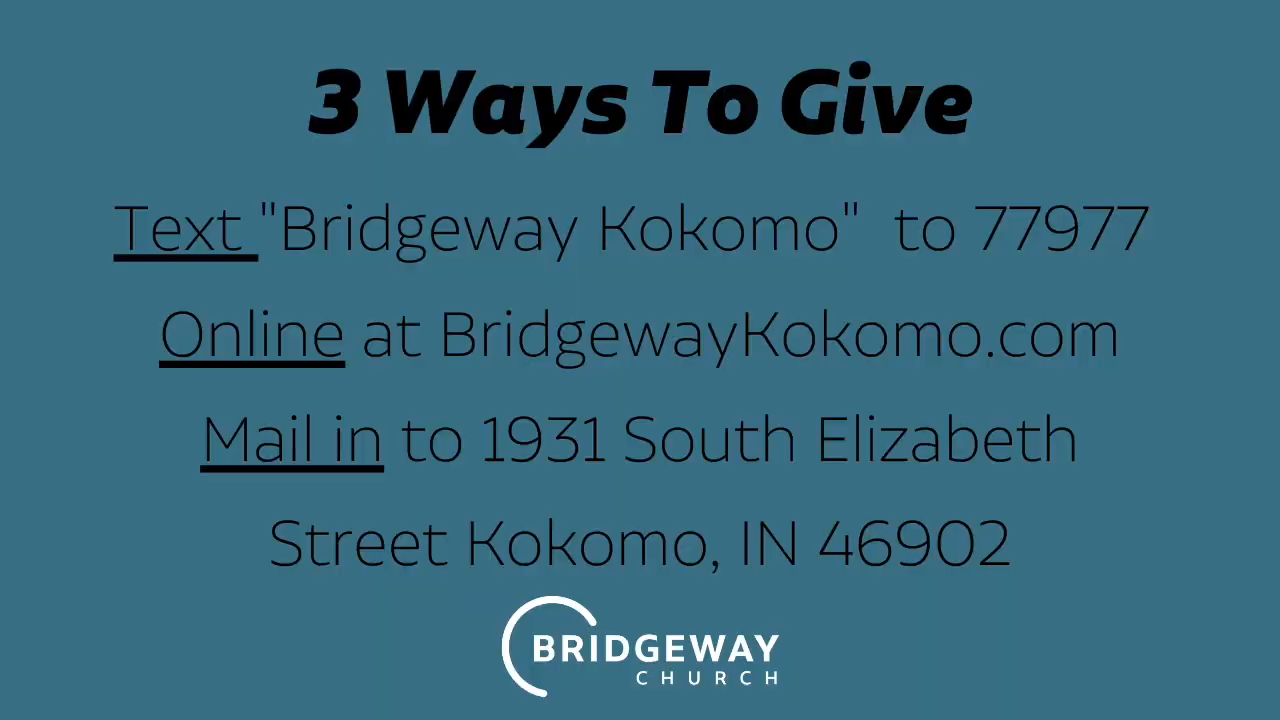 3 Ways To Give
Text "Bridgeway Kokomo"  to 77977
Online at BridgewayKokomo.com
Mail in to 1931 South Elizabeth
Street Kokomo, IN 46902
BRIDGEWAY
CHURCH